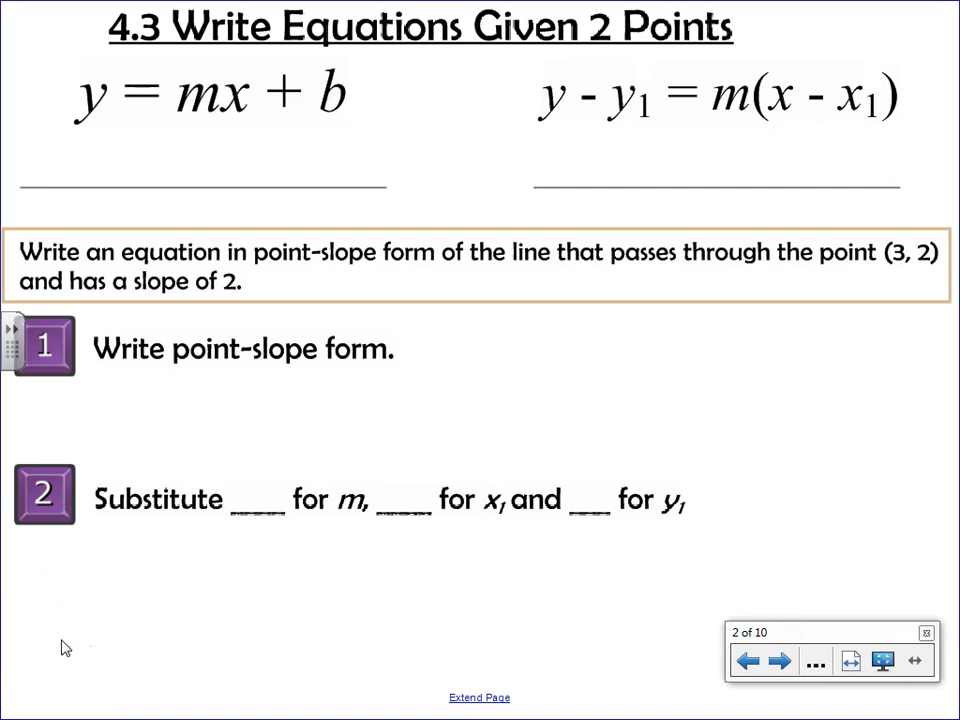 4.3 Write Equations Given 2 Points
y = mx + b
y - y₁ = m(x - x₁)
Write an equation in point-slope form of the line that passes through the point (3, 2)
and has a slope of 2.
1 Write point-slope form.
2 Substitute ____ for m, ____ for x₁ and ___ for y₁
2 of 10
...
Extend Page